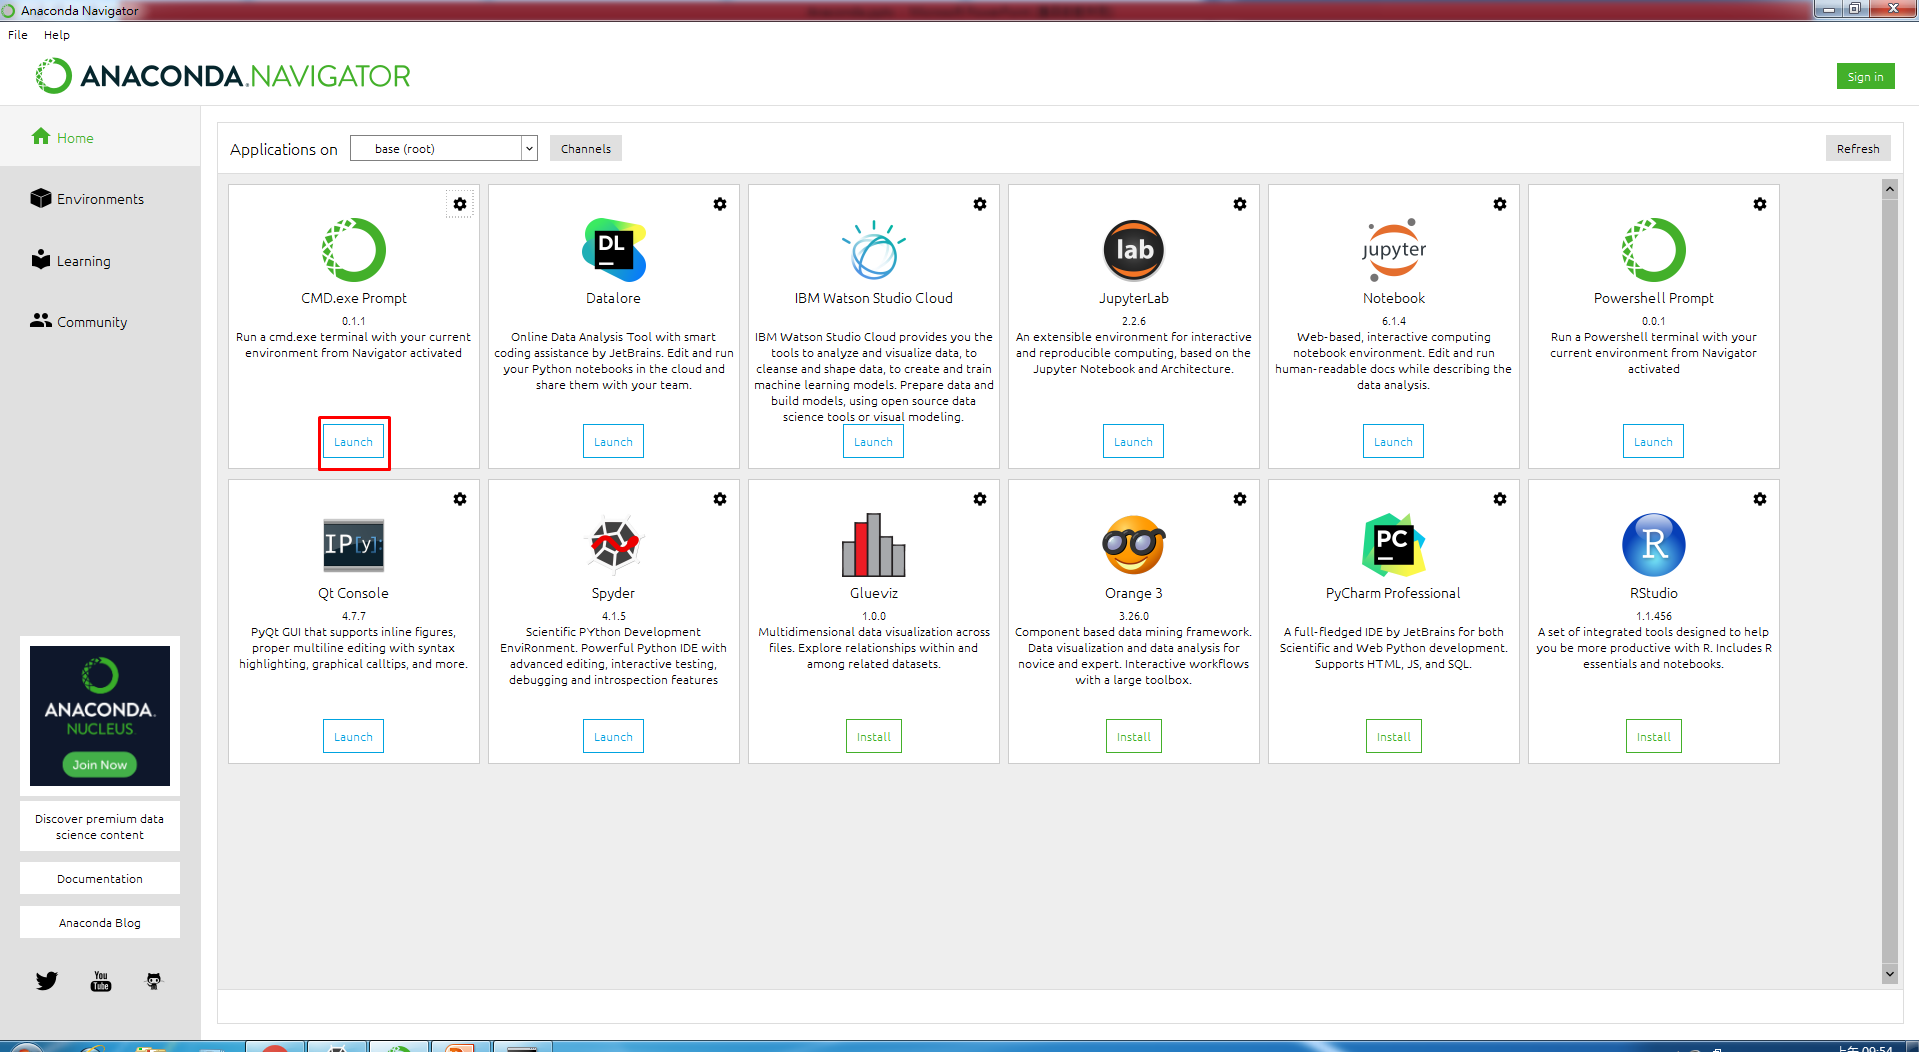 Anaconda Navigator
File Help
ANACONDA.NAVIGATOR
Sign in
Home
Environments
Learning
Community
Applications on base (root) Channels
Refresh
CMD.exe Prompt
0.1.1
Run a cmd.exe terminal with your current
environment from Navigator activated
Launch
DL
Datalore
Online Data Analysis Tool with smart
coding assistance by JetBrains. Edit and run
your Python notebooks in the cloud and
share them with your team.
Launch
IBM Watson Studio Cloud
IBM Watson Studio Cloud provides you the
tools to analyze and visualize data, to
cleanse and shape data, to create and train
machine learning models. Prepare data and
build models, using open source data
science tools or visual modeling.
Launch
lab
JupyterLab
2.2.6
An extensible environment for interactive
and reproducible computing, based on the
Jupyter Notebook and Architecture.
Launch
jupyter
Notebook
6.1.4
Web-based, interactive computing
notebook environment. Edit and run
human-readable docs while describing the
data analysis.
Launch
Powershell Prompt
0.0.1
Run a Powershell terminal with your
current environment from Navigator
activated
Launch
IP[y]:
Qt Console
4.7.7
PyQt GUI that supports inline figures,
proper multiline editing with syntax
highlighting, graphical calltips, and more.
Launch
Spyder
4.1.5
Scientific PYthon Development
EnviRonment. Powerful Python IDE with
advanced editing, interactive testing,
debugging and introspection features
Launch
Glueviz
1.0.0
Multidimensional data visualization across
files. Explore relationships within and
among related datasets.
Install
Orange 3
3.26.0
Component based data mining framework.
Data visualization and data analysis for
novice and expert. Interactive workflows
with a large toolbox.
Install
PC
PyCharm Professional
A full-fledged IDE by JetBrains for both
Scientific and Web Python development.
Supports HTML, JS, and SQL.
Install
R
RStudio
1.1.456
A set of integrated tools designed to help
you be more productive with R. Includes R
essentials and notebooks.
Install
ANACONDA.
NUCLEUS
Join Now
Discover premium data
science content
Documentation
Anaconda Blog
You
Tube
上午 09:54